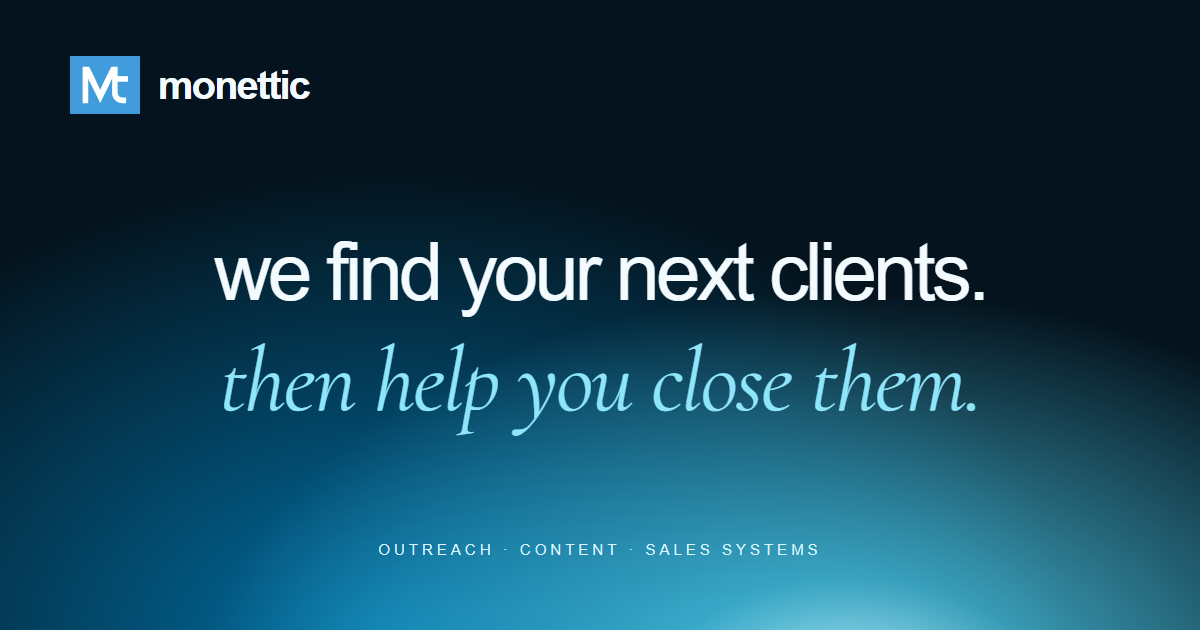 Mt monettic
we find your next clients.
then help you close them.
OUTREACH · CONTENT · SALES SYSTEMS